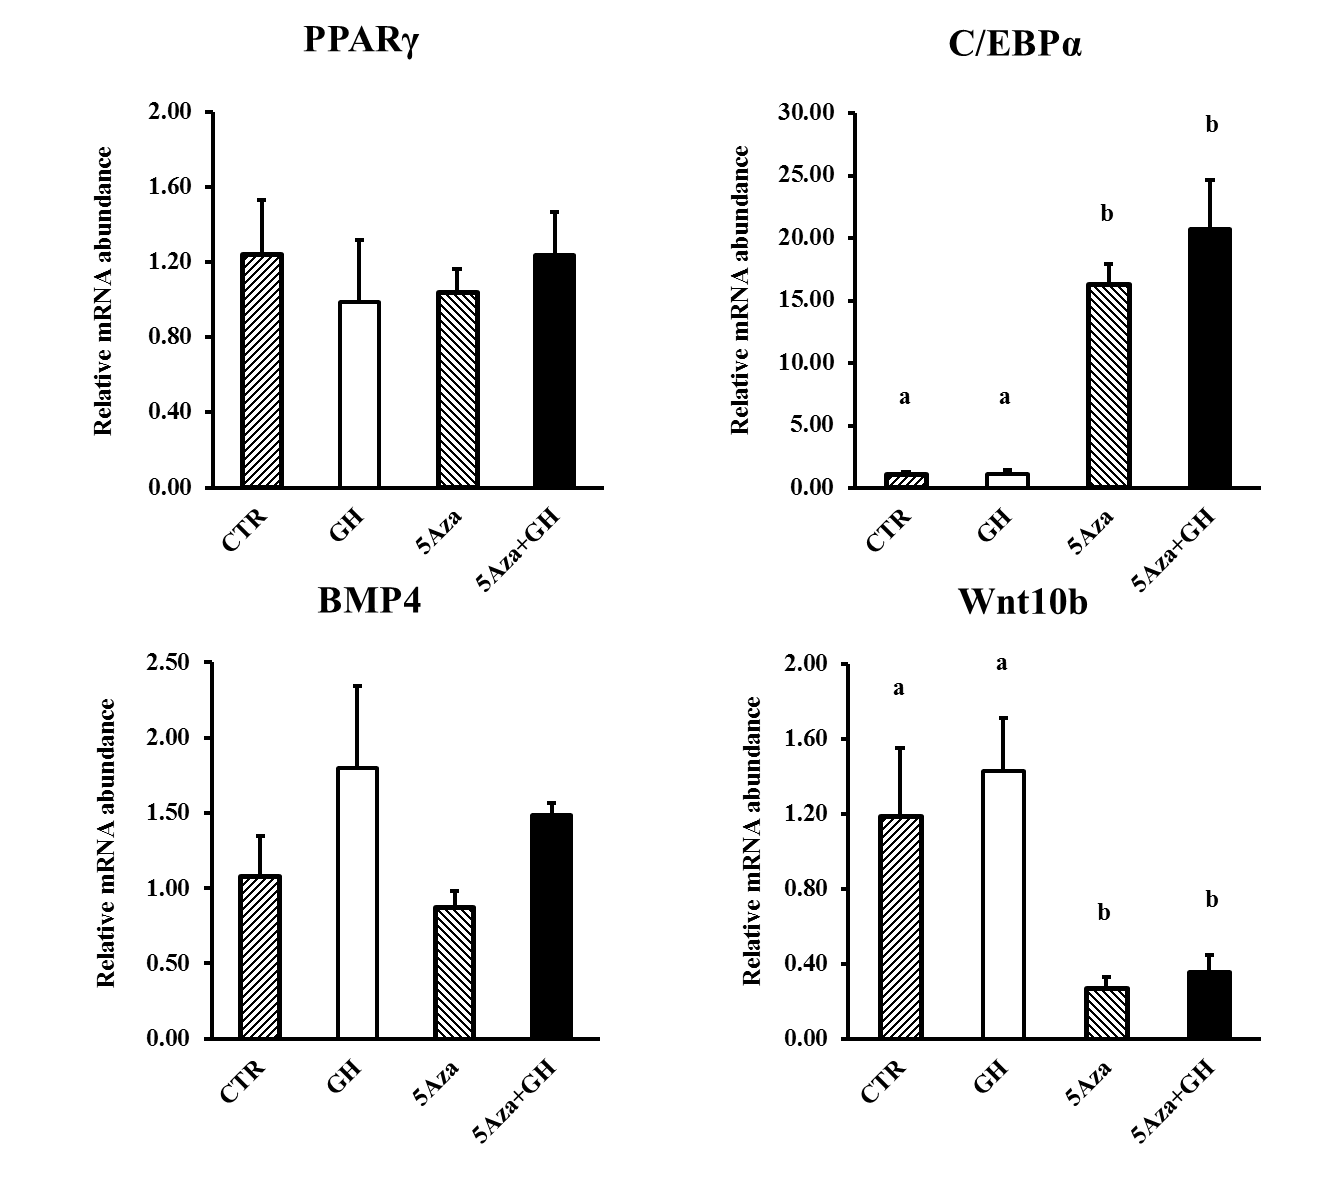 PPARγ
Relative mRNA abundance
2.00
1.60
1.20
0.80
0.40
0.00
CTR
GH
5Aza
5Aza+GH
C/EBPα
Relative mRNA abundance
30.00
25.00
20.00
15.00
10.00
5.00
0.00
a
a
b
b
CTR
GH
5Aza
5Aza+GH
BMP4
Relative mRNA abundance
2.50
2.00
1.50
1.00
0.50
0.00
CTR
GH
5Aza
5Aza+GH
Wnt10b
Relative mRNA abundance
2.00
1.60
1.20
0.80
0.40
0.00
a
a
b
b
CTR
GH
5Aza
5Aza+GH